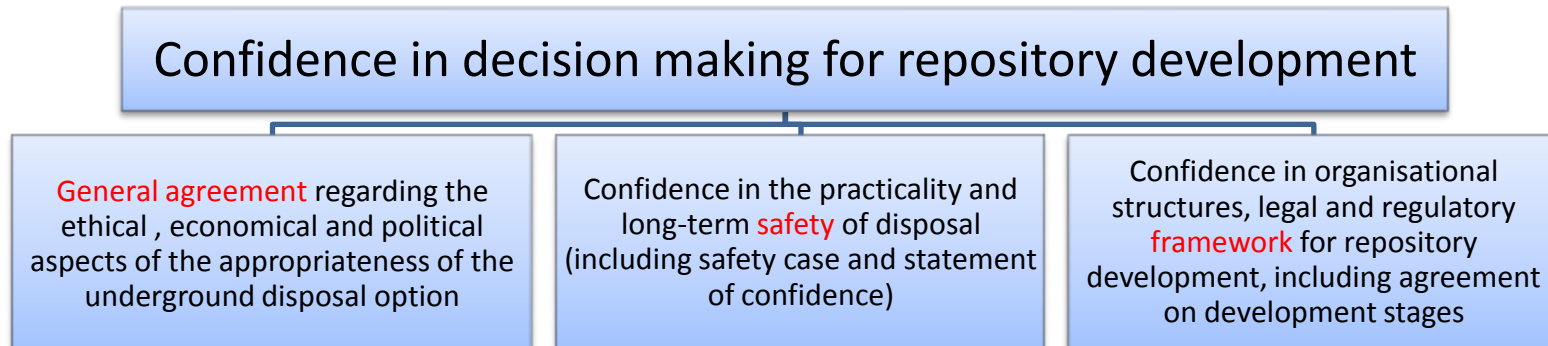 Confidence in decision making for repository development
General agreement regarding the
ethical , economical and political
aspects of the appropriateness of the
underground disposal option
Confidence in the practicality and
long-term safety of disposal
(including safety case and statement
of confidence)
Confidence in organisational
structures, legal and regulatory
framework for repository
development, including agreement
on development stages